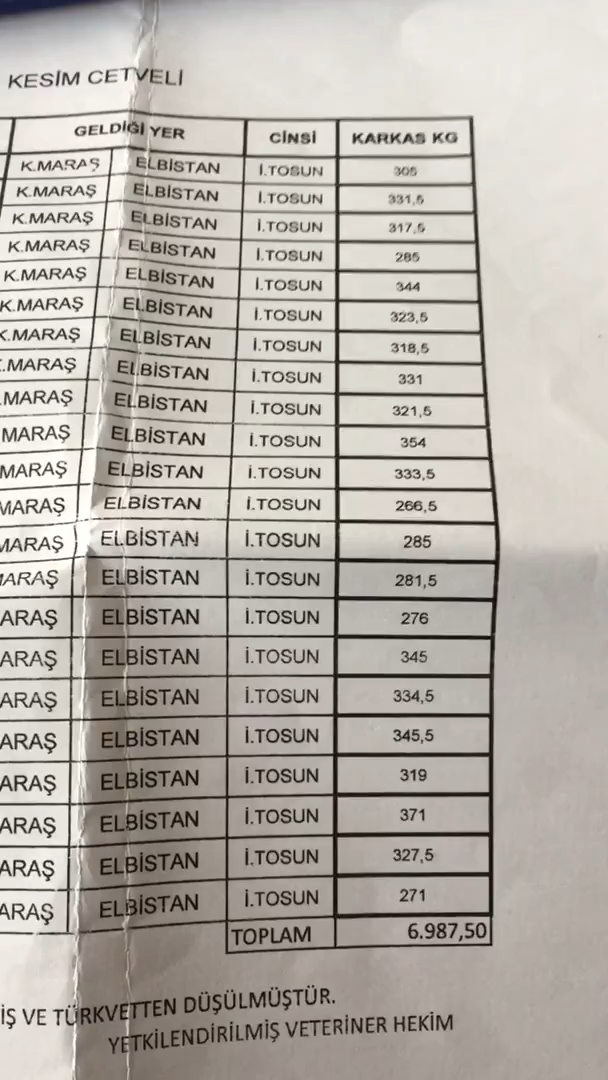 KESİM CETVELİ
GELDİĞİ YER CİNSİ KARKAS KG
K.MARAŞ ELBİSTAN İ.TOSUN 305
K.MARAŞ ELBİSTAN İ.TOSUN 331,5
K.MARAŞ ELBİSTAN İ.TOSUN 317,5
K.MARAŞ ELBİSTAN İ.TOSUN 285
K.MARAŞ ELBİSTAN İ.TOSUN 344
K.MARAŞ ELBİSTAN İ.TOSUN 323,5
K.MARAŞ ELBİSTAN İ.TOSUN 318,5
.MARAŞ ELBİSTAN İ.TOSUN 331
.MARAŞ ELBİSTAN İ.TOSUN 321,5
MARAŞ ELBİSTAN İ.TOSUN 354
MARAŞ ELBİSTAN İ.TOSUN 333,5
MARAŞ ELBİSTAN İ.TOSUN 266,5
MARAŞ ELBİSTAN İ.TOSUN 285
ARAŞ ELBİSTAN İ.TOSUN 281,5
ARAŞ ELBİSTAN İ.TOSUN 276
ARAŞ ELBİSTAN İ.TOSUN 345
ARAŞ ELBİSTAN İ.TOSUN 334,5
ARAŞ ELBİSTAN İ.TOSUN 345,5
ARAŞ ELBİSTAN İ.TOSUN 319
ARAŞ ELBİSTAN İ.TOSUN 371
ARAŞ ELBİSTAN İ.TOSUN 327,5
ARAŞ ELBİSTAN İ.TOSUN 271
TOPLAM 6.987,50
İŞ VE TÜRKVETTEN DÜŞÜLMÜŞTÜR.
YETKİLENDİRİLMİŞ VETERİNER HEKİM